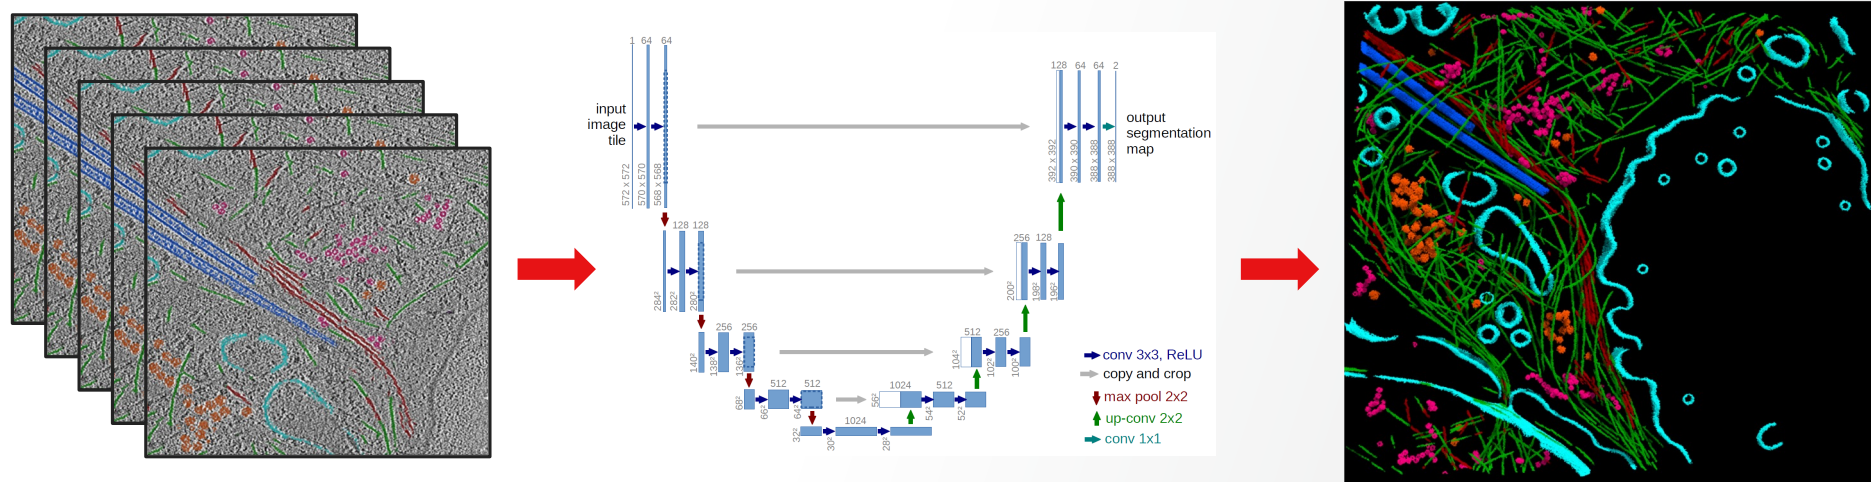 1 64 64
input
image
tile
572 x 572
570 x 570
568 x 568
128 128
284²
282²
280²
256 256
140²
138²
136²
512 512
68²
66²
64²
1024
32²
30²
28²
1024 512
56²
54²
52²
512 256
104²
102²
100²
256 128
200²
198²
196²
128 64 64 2
392 x 392
390 x 390
388 x 388
388 x 388
output
segmentation
map
conv 3x3, ReLU
copy and crop
max pool 2x2
up-conv 2x2
conv 1x1